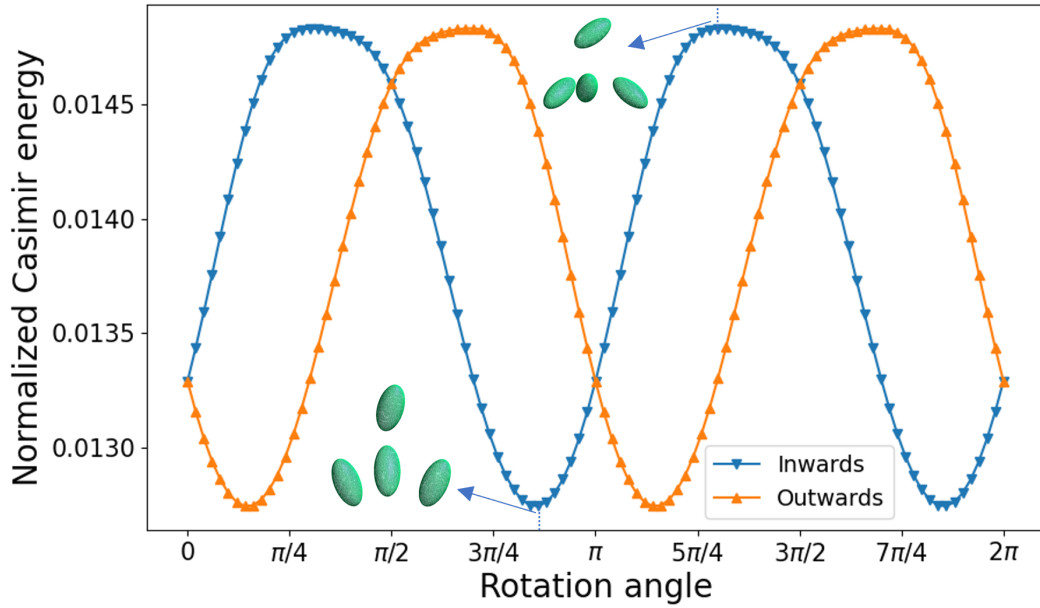 Normalized Casimir energy
0.0145
0.0140
0.0135
0.0130
Inwards
Outwards
0 π/4 π/2 3π/4 π 5π/4 3π/2 7π/4 2π
Rotation angle